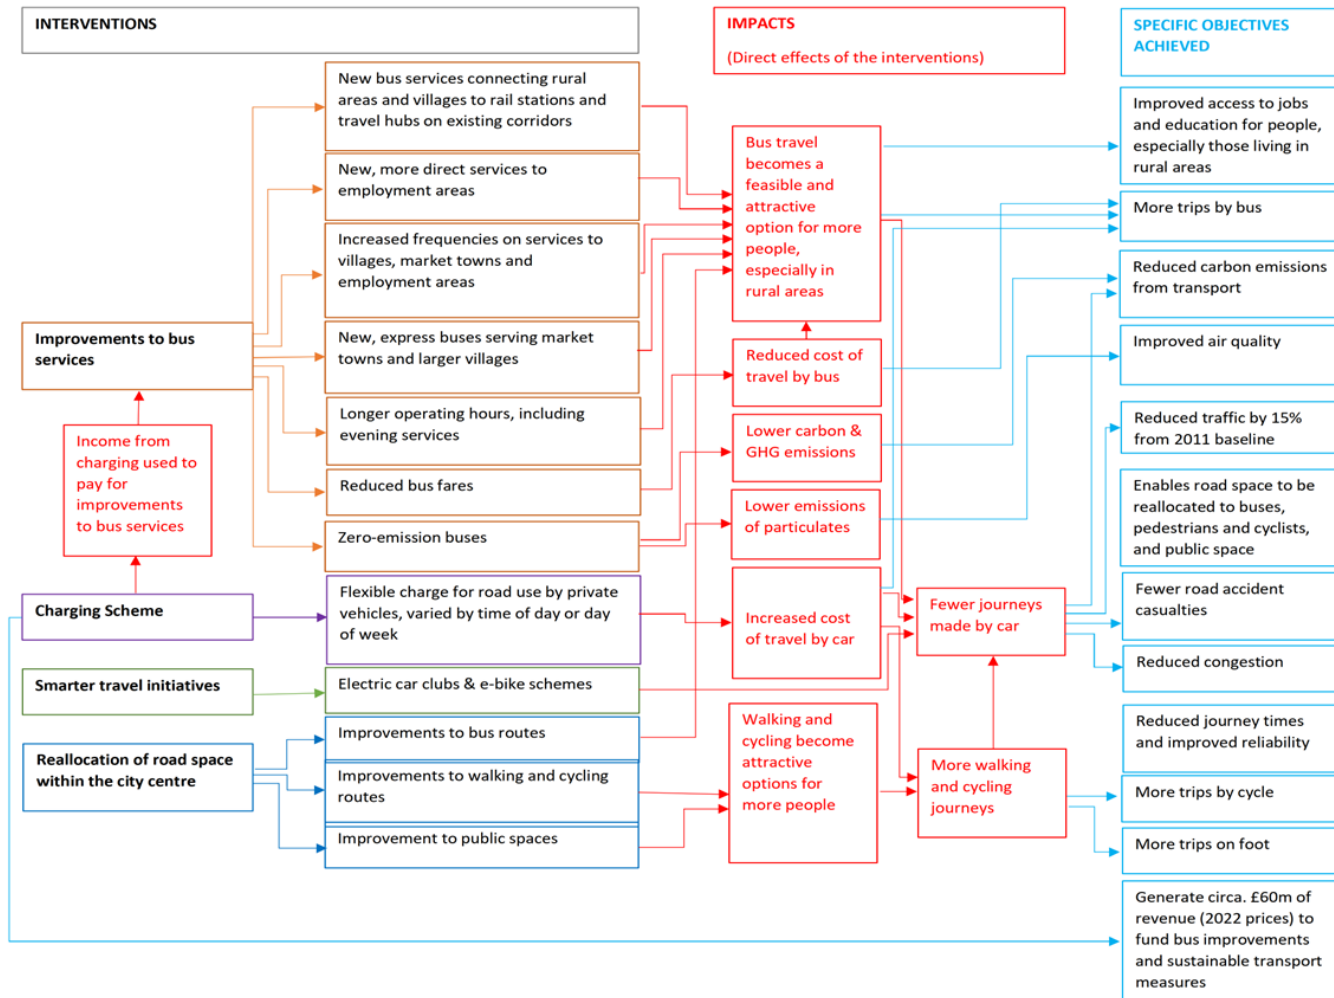 INTERVENTIONS
IMPACTS
(Direct effects of the interventions)
SPECIFIC OBJECTIVES
ACHIEVED
Improvements to bus
services
Income from
charging used to
pay for
improvements
to bus services
Charging Scheme
Smarter travel initiatives
Reallocation of road space
within the city centre
New bus services connecting rural
areas and villages to rail stations and
travel hubs on existing corridors
New, more direct services to
employment areas
Increased frequencies on services to
villages, market towns and
employment areas
New, express buses serving market
towns and larger villages
Longer operating hours, including
evening services
Reduced bus fares
Zero-emission buses
Flexible charge for road use by private
vehicles, varied by time of day or day
of week
Electric car clubs & e-bike schemes
Improvements to bus routes
Improvements to walking and cycling
routes
Improvement to public spaces
Bus travel
becomes a
feasible and
attractive
option for more
people,
especially in
rural areas
Reduced cost of
travel by bus
Lower carbon &
GHG emissions
Lower emissions
of particulates
Increased cost
of travel by car
Walking and
cycling become
attractive
options for
more people
Fewer journeys
made by car
More walking
and cycling
journeys
Improved access to jobs
and education for people,
especially those living in
rural areas
More trips by bus
Reduced carbon emissions
from transport
Improved air quality
Reduced traffic by 15%
from 2011 baseline
Enables road space to be
reallocated to buses,
pedestrians and cyclists,
and public space
Fewer road accident
casualties
Reduced congestion
Reduced journey times
and improved reliability
More trips by cycle
More trips on foot
Generate circa. £60m of
revenue (2022 prices) to
fund bus improvements
and sustainable transport
measures